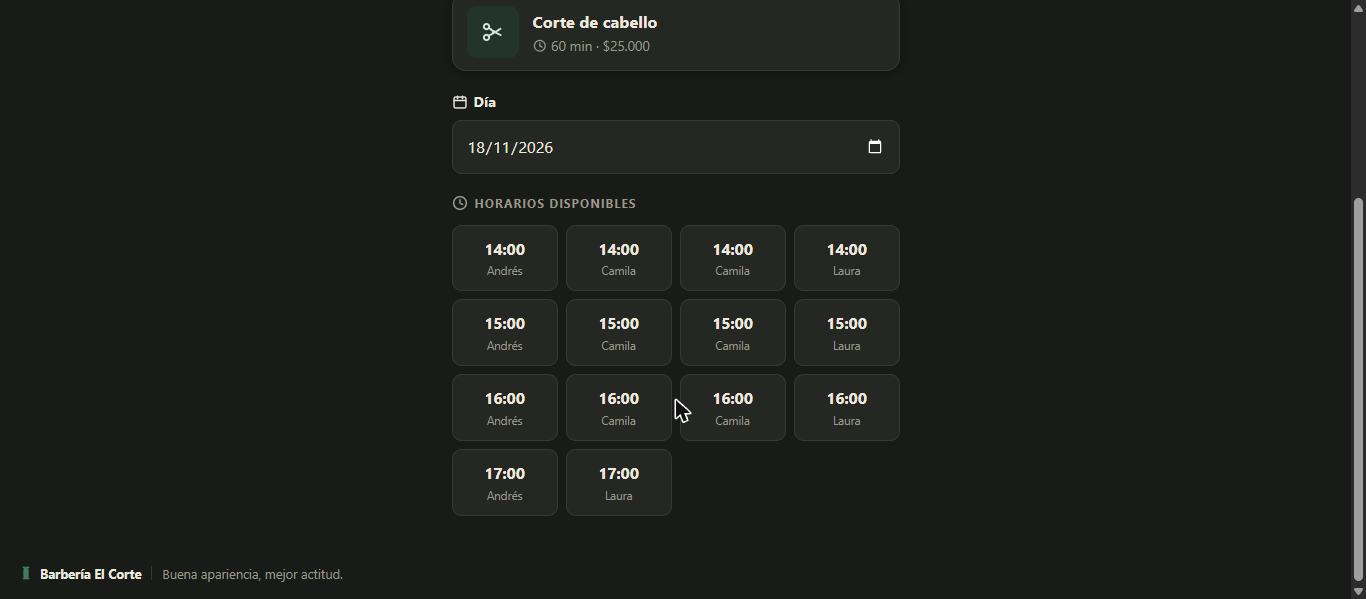 Corte de cabello
60 min · $25.000
Día
18/11/2026
HORARIOS DISPONIBLES
14:00 14:00 14:00 14:00
Andrés Camila Camila Laura
15:00 15:00 15:00 15:00
Andrés Camila Camila Laura
16:00 16:00 16:00 16:00
Andrés Camila Camila Laura
17:00 17:00
Andrés Laura
Barbería El Corte Buena apariencia, mejor actitud.